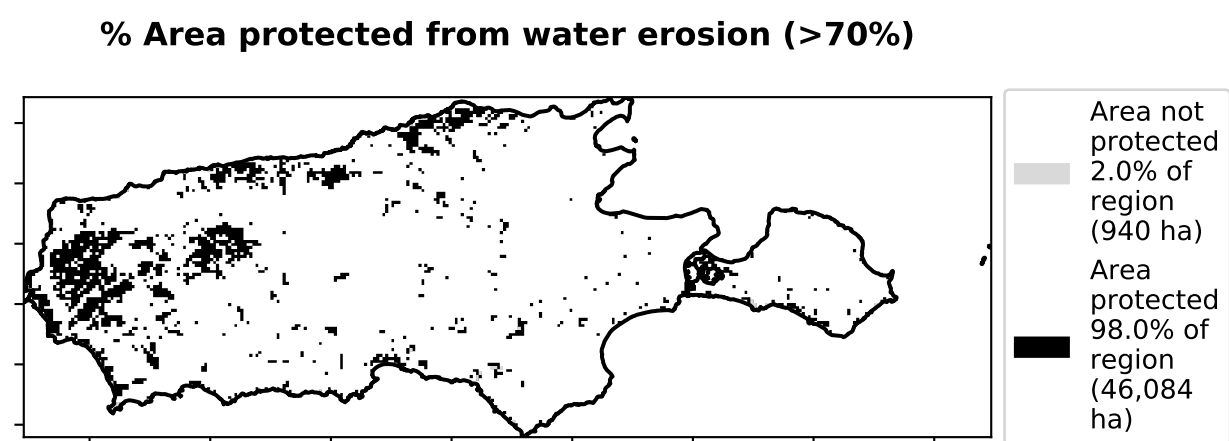 % Area protected from water erosion (>70%)
Area not
protected
2.0% of
region
(940 ha)
Area
protected
98.0% of
region
(46,084
ha)